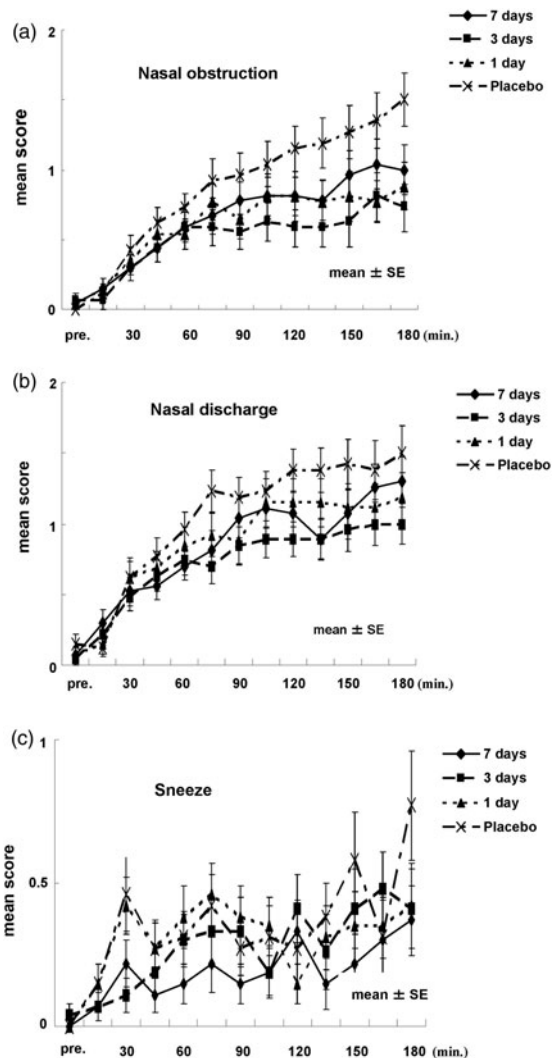 (a)
Nasal obstruction
7 days
3 days
1 day
Placebo
mean score
2
1
0
mean ± SE
pre. 30 60 90 120 150 180 (min.)
(b)
Nasal discharge
7 days
3 days
1 day
Placebo
mean score
2
1
0
mean ± SE
pre. 30 60 90 120 150 180 (min.)
(c)
Sneeze
7 days
3 days
1 day
Placebo
mean score
1
0.5
0
mean ± SE
pre. 30 60 90 120 150 180 (min.)